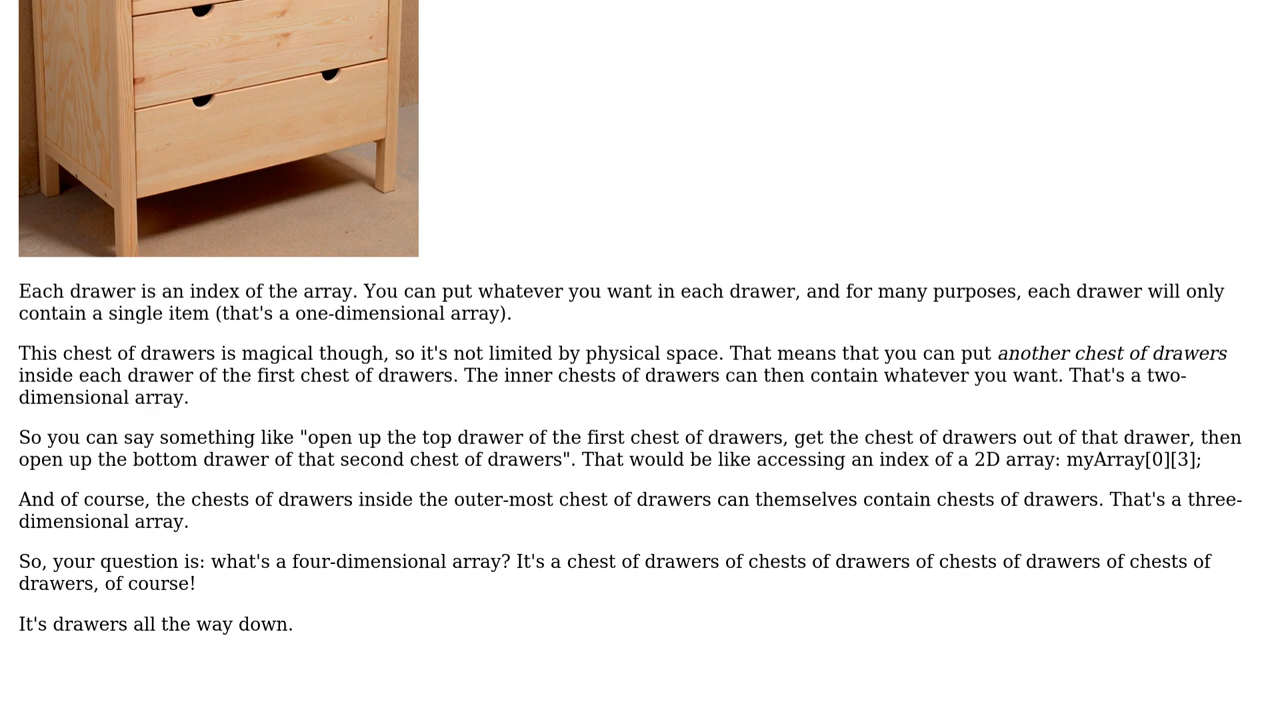 Each drawer is an index of the array. You can put whatever you want in each drawer, and for many purposes, each drawer will only
contain a single item (that's a one-dimensional array).
This chest of drawers is magical though, so it's not limited by physical space. That means that you can put another chest of drawers
inside each drawer of the first chest of drawers. The inner chests of drawers can then contain whatever you want. That's a two-
dimensional array.
So you can say something like "open up the top drawer of the first chest of drawers, get the chest of drawers out of that drawer, then
open up the bottom drawer of that second chest of drawers". That would be like accessing an index of a 2D array: myArray[0][3];
And of course, the chests of drawers inside the outer-most chest of drawers can themselves contain chests of drawers. That's a three-
dimensional array.
So, your question is: what's a four-dimensional array? It's a chest of drawers of chests of drawers of chests of drawers of chests of
drawers, of course!
It's drawers all the way down.